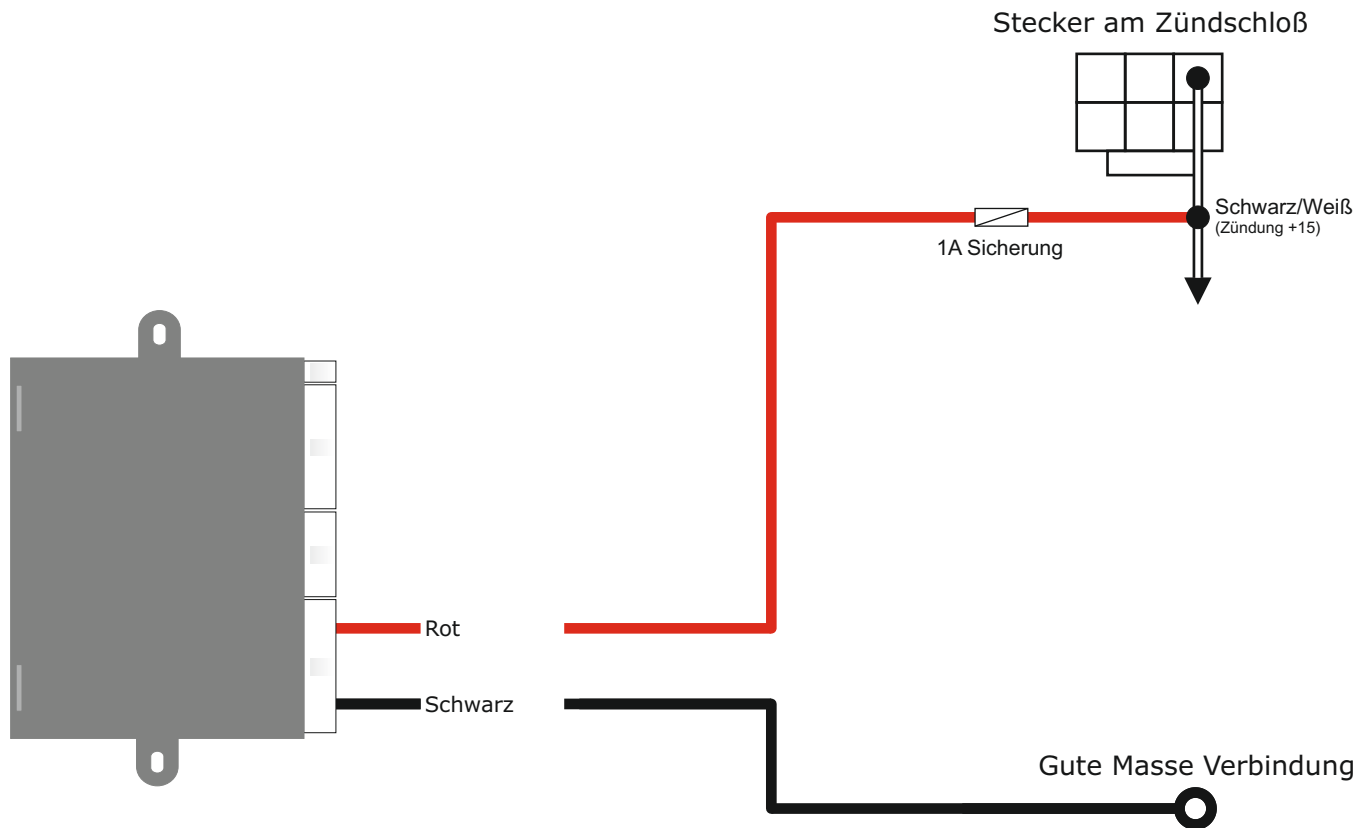 Stecker am Zündschloß
Schwarz/Weiß
(Zündung +15)
1A Sicherung
Rot
Schwarz
Gute Masse Verbindung